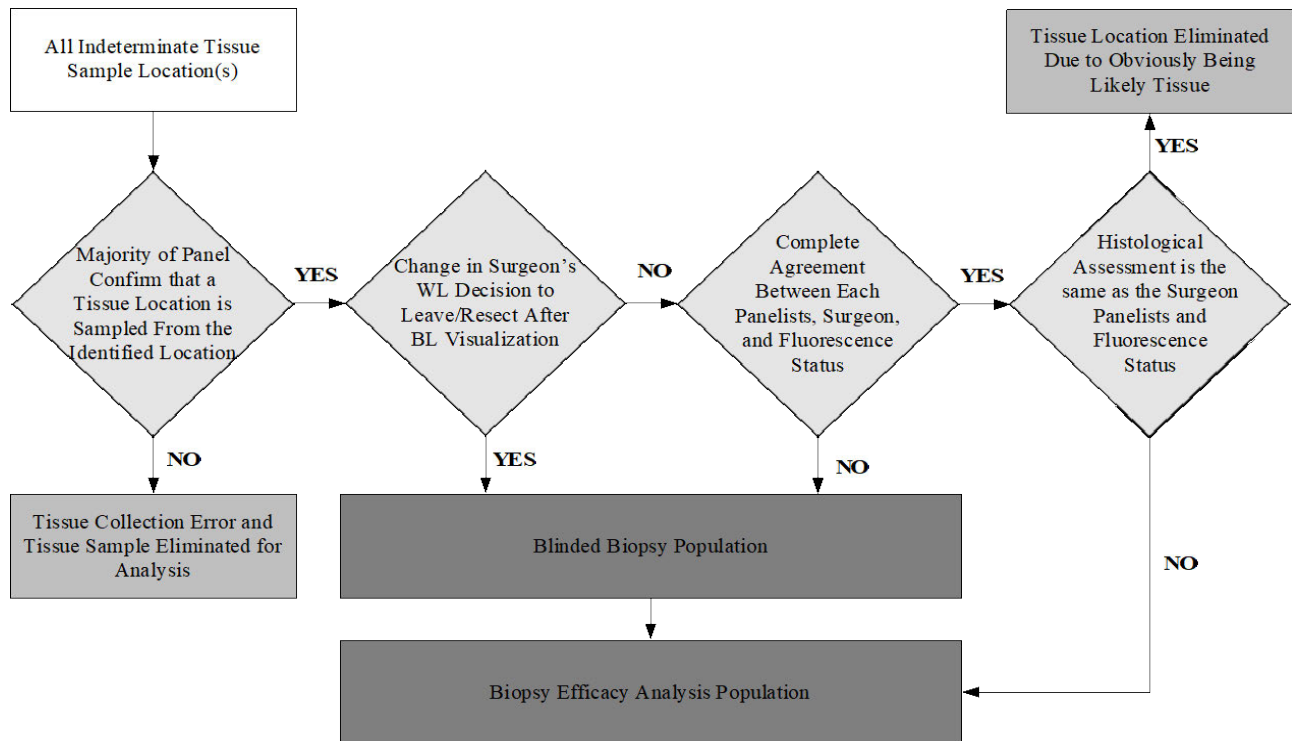 All Indeterminate Tissue
Sample Location(s)
Tissue Location Eliminated
Due to Obviously Being
Likely Tissue
YES
Majority of Panel
Confirm that a
Tissue Location is
Sampled From the
Identified Location
YES
Change in Surgeon's
WL Decision to
Leave/Resect After
BL Visualization
NO
Complete
Agreement
Between Each
Panelists, Surgeon,
and Fluorescence
Status
YES
Histological
Assessment is the
same as the Surgeon
Panelists and
Fluorescence
Status
NO
YES
NO
Tissue Collection Error and
Tissue Sample Eliminated for
Analysis
Blinded Biopsy Population
NO
Biopsy Efficacy Analysis Population